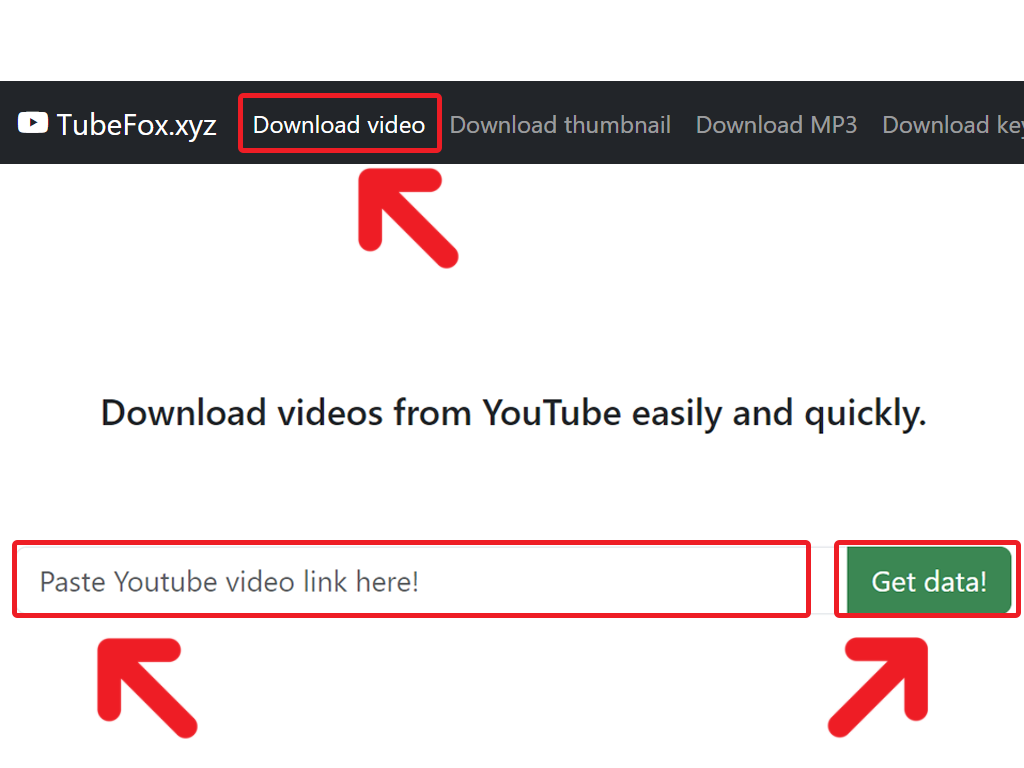 TubeFox.xyz Download video Download thumbnail Download MP3 Download key
Download videos from YouTube easily and quickly.
Paste Youtube video link here! Get data!